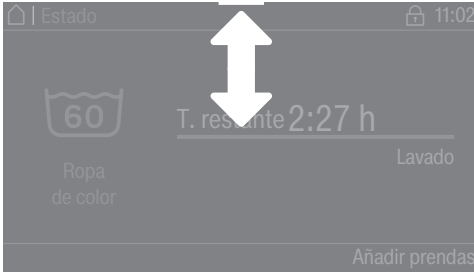 Estado 11:02
60
T. restante 2:27 h
Lavado
Ropa
de color
Añadir prendas